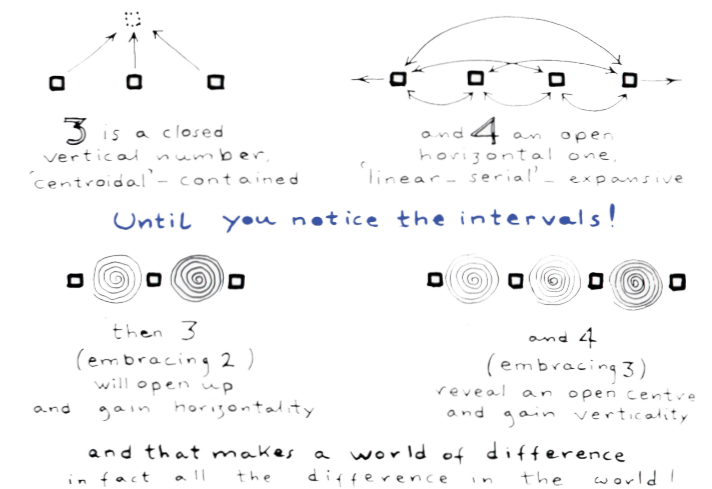 3 is a closed
vertical number,
'centroidal' - contained
and 4 an open
horizontal one,
'linear - serial' - expansive
Until you notice the intervals!
then 3
(embracing 2)
will open up
and gain horizontality
and 4
(embracing 3)
reveal an open centre
and gain verticality
and that makes a world of difference
in fact all the difference in the world!